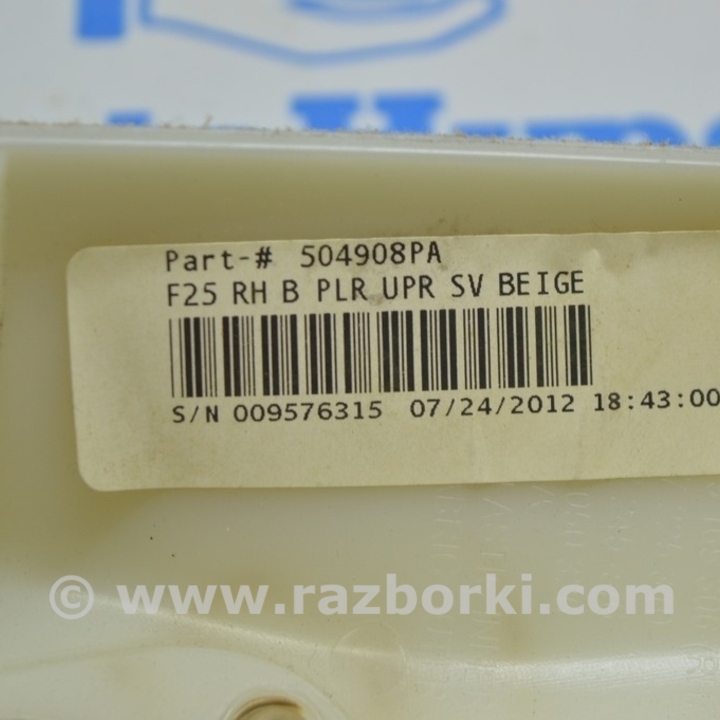 Part-# 504908PA
F25 RH B PLR UPR SV BEIGE
S/N 009576315 07/24/2012 18:43:00
© www.razborki.com